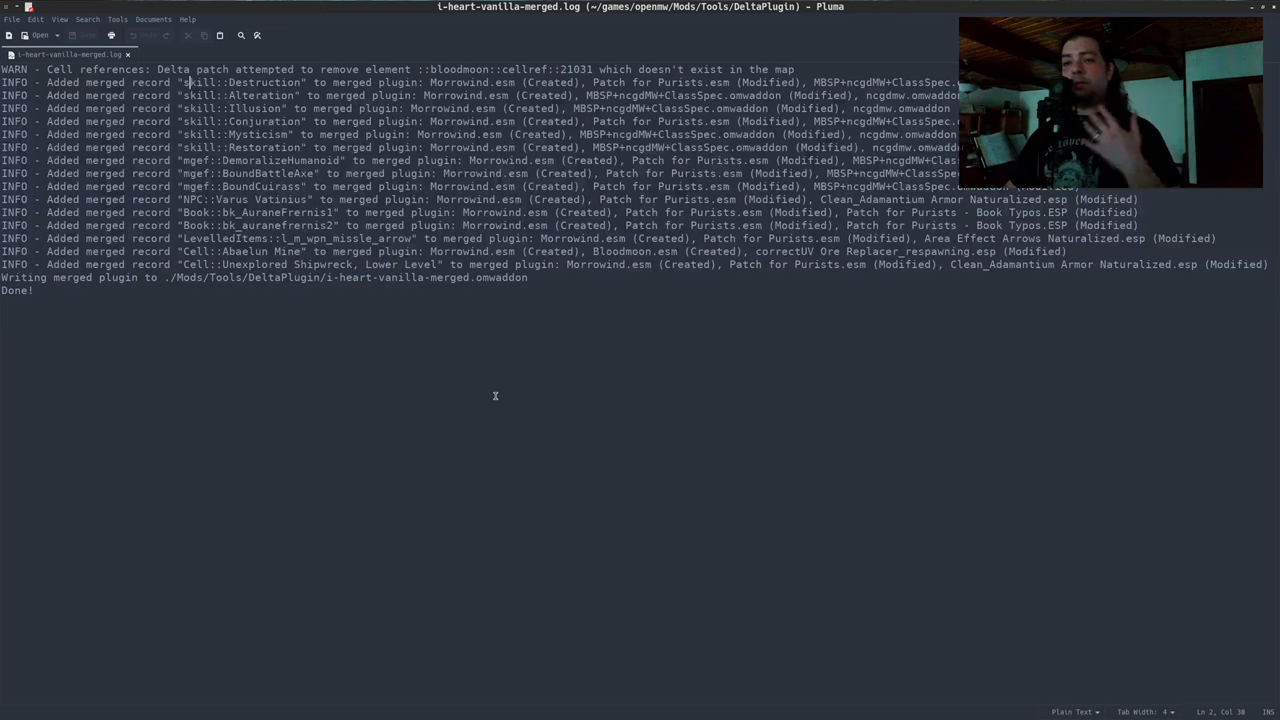 i-heart-vanilla-merged.log (~/games/openmw/Mods/Tools/DeltaPlugin) - Pluma
File Edit View Search Tools Documents Help
Open Save Undo
i-heart-vanilla-merged.log
WARN - Cell references: Delta patch attempted to remove element ::bloodmoon::cellref::21031 which doesn't exist in the map
INFO - Added merged record "skill::Destruction" to merged plugin: Morrowind.esm (Created), Patch for Purists.esm (Modified), MBSP+ncgdMW+ClassSpec.
INFO - Added merged record "skill::Alteration" to merged plugin: Morrowind.esm (Created), MBSP+ncgdMW+ClassSpec.omwaddon (Modified), ncgdmw.omwaddon
INFO - Added merged record "skill::Illusion" to merged plugin: Morrowind.esm (Created), MBSP+ncgdMW+ClassSpec.omwaddon (Modified), ncgdmw.omwaddon
INFO - Added merged record "skill::Conjuration" to merged plugin: Morrowind.esm (Created), MBSP+ncgdMW+ClassSpec.omwaddon (Modified), ncgdmw.omwaddon
INFO - Added merged record "skill::Mysticism" to merged plugin: Morrowind.esm (Created), MBSP+ncgdMW+ClassSpec.omwaddon (Modified), ncgdmw.omwaddon
INFO - Added merged record "skill::Restoration" to merged plugin: Morrowind.esm (Created), MBSP+ncgdMW+ClassSpec.omwaddon (Modified), ncgdmw.omwaddon
INFO - Added merged record "mgef::DemoralizeHumanoid" to merged plugin: Morrowind.esm (Created), Patch for Purists.esm (Modified), MBSP+ncgdMW+ClassSpec.
INFO - Added merged record "mgef::BoundBattleAxe" to merged plugin: Morrowind.esm (Created), Patch for Purists.esm (Modified), MBSP+ncgdMW+ClassSpec.
INFO - Added merged record "mgef::BoundCuirass" to merged plugin: Morrowind.esm (Created), Patch for Purists.esm (Modified), MBSP+ncgdMW+ClassSpec.
INFO - Added merged record "NPC::Varus Vatinius" to merged plugin: Morrowind.esm (Created), Patch for Purists.esm (Modified), Clean_Adamantium Armor Naturalized.esp (Modified)
INFO - Added merged record "Book::bk_AuraneFrernis1" to merged plugin: Morrowind.esm (Created), Patch for Purists.esm (Modified), Patch for Purists - Book Typos.ESP (Modified)
INFO - Added merged record "Book::bk_auranefrernis2" to merged plugin: Morrowind.esm (Created), Patch for Purists.esm (Modified), Patch for Purists - Book Typos.ESP (Modified)
INFO - Added merged record "LevelledItems::l_m_wpn_missle_arrow" to merged plugin: Morrowind.esm (Created), Patch for Purists.esm (Modified), Area Effect Arrows Naturalized.esp (Modified)
INFO - Added merged record "Cell::Abaelun Mine" to merged plugin: Morrowind.esm (Created), Bloodmoon.esm (Created), correctUV Ore Replacer_respawning.esp (Modified)
INFO - Added merged record "Cell::Unexplored Shipwreck, Lower Level" to merged plugin: Morrowind.esm (Created), Patch for Purists.esm (Modified), Clean_Adamantium Armor Naturalized.esp (Modified)
Writing merged plugin to ./Mods/Tools/DeltaPlugin/i-heart-vanilla-merged.omwaddon
Done!
Plain Text Tab Width: 4 Ln 2, Col 30 INS